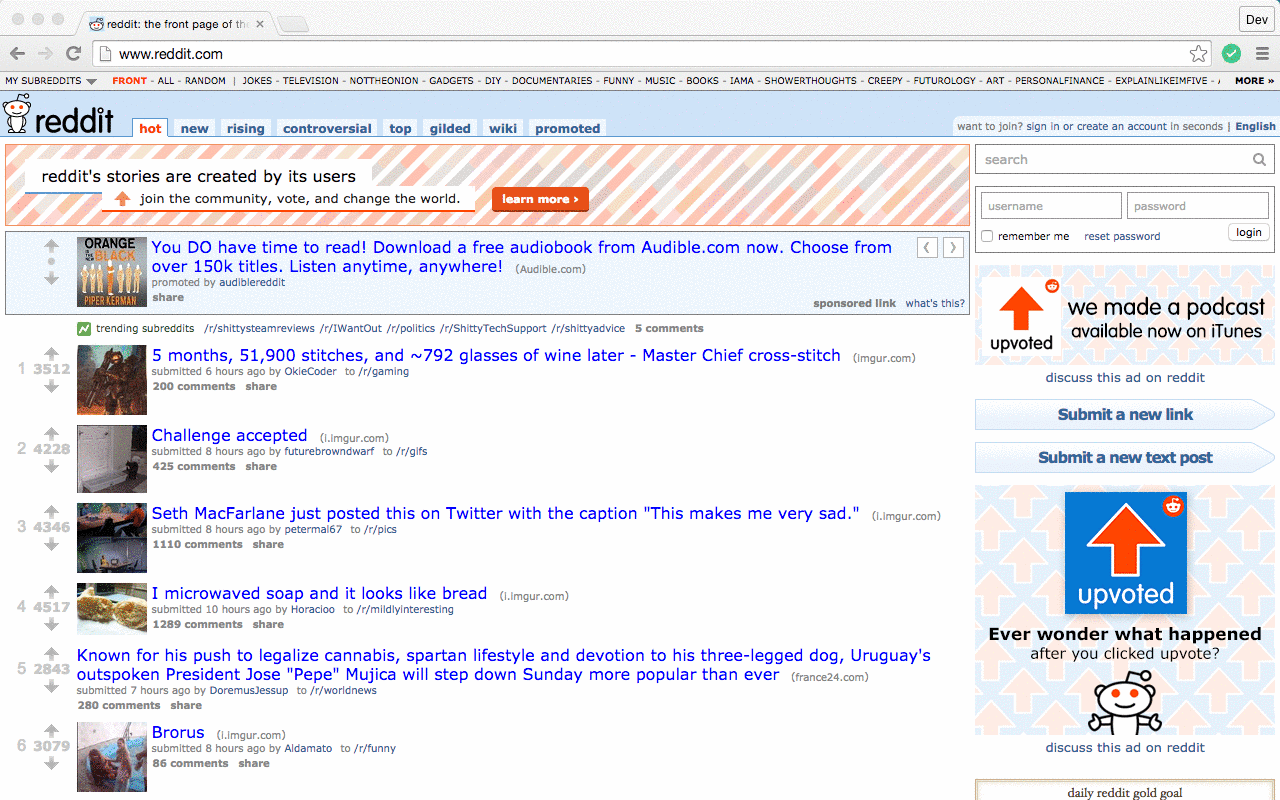 reddit: the front page of the
Dev
www.reddit.com
MY SUBREDDITS FRONT - ALL - RANDOM | JOKES - TELEVISION - NOTTHEONION - GADGETS - DIY - DOCUMENTARIES - FUNNY - MUSIC - BOOKS - IAMA - SHOWERTHOUGHTS - CREEPY - FUTUROLOGY - ART - PERSONALFINANCE - EXPLAINLIKEIMFIVE - MORE »
reddit hot new rising controversial top gilded wiki promoted
want to join? sign in or create an account in seconds | English
reddit's stories are created by its users
join the community, vote, and change the world.
learn more ›
You DO have time to read! Download a free audiobook from Audible.com now. Choose from
over 150k titles. Listen anytime, anywhere! (Audible.com)
promoted by audiblereddit
share
sponsored link what's this?
ORANGE
IS THE NEW
BLACK
PIPER KERMAN
trending subreddits /r/shittysteamreviews /r/IWantOut /r/politics /r/ShittyTechSupport /r/shittyadvice 5 comments
1 3512
5 months, 51,900 stitches, and ~792 glasses of wine later - Master Chief cross-stitch (imgur.com)
submitted 6 hours ago by OkieCoder to /r/gaming
200 comments share
2 4228
Challenge accepted (i.imgur.com)
submitted 8 hours ago by futurebrowndwarf to /r/gifs
425 comments share
3 4346
Seth MacFarlane just posted this on Twitter with the caption "This makes me very sad." (i.imgur.com)
submitted 8 hours ago by petermal67 to /r/pics
1110 comments share
4 4517
I microwaved soap and it looks like bread (i.imgur.com)
submitted 10 hours ago by Horacioo to /r/mildlyinteresting
1289 comments share
5 2843
Known for his push to legalize cannabis, spartan lifestyle and devotion to his three-legged dog, Uruguay's
outspoken President Jose "Pepe" Mujica will step down Sunday more popular than ever (france24.com)
submitted 7 hours ago by DoremusJessup to /r/worldnews
280 comments share
6 3079
Brorus (i.imgur.com)
submitted 8 hours ago by Aldamato to /r/funny
86 comments share
search
username
password
remember me
reset password
login
we made a podcast
available now on iTunes
upvoted
discuss this ad on reddit
Submit a new link
Submit a new text post
upvoted
Ever wonder what happened
after you clicked upvote?
discuss this ad on reddit
daily reddit gold goal